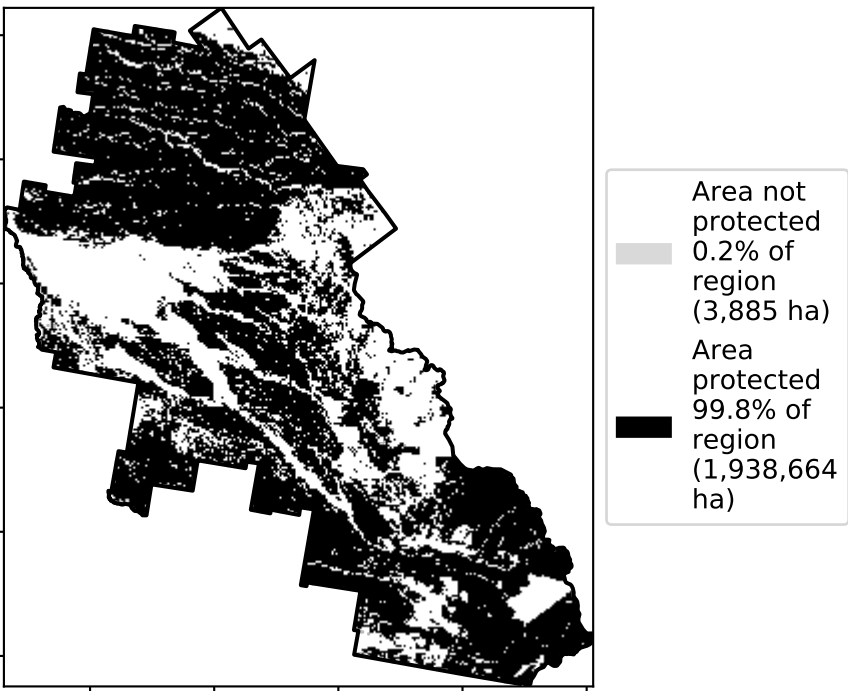 Area not
protected
0.2% of
region
(3,885 ha)
Area
protected
99.8% of
region
(1,938,664
ha)